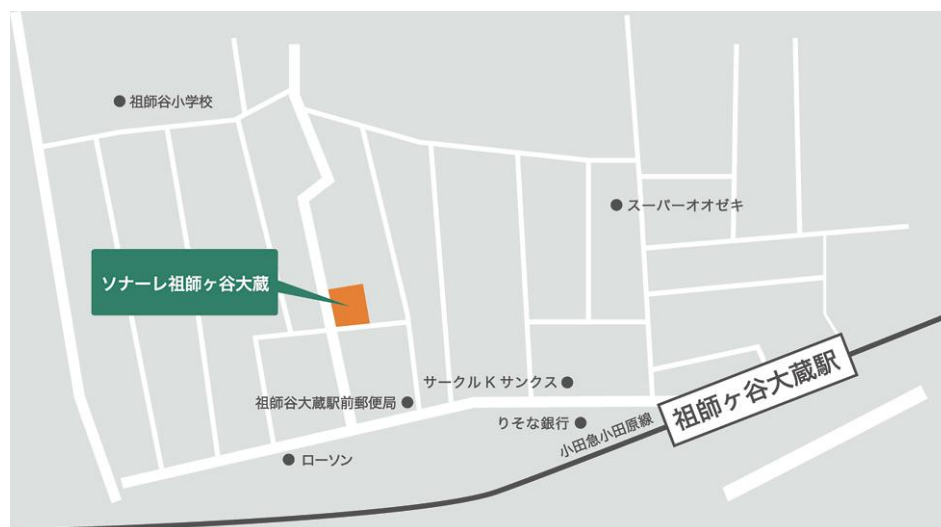 祖師谷小学校
スーパーオオゼキ
ソナーレ祖師ヶ谷大蔵
サークルKサンクス
祖師谷大蔵駅前郵便局
りそな銀行
小田急小田原線
祖師ヶ谷大蔵駅
ローソン